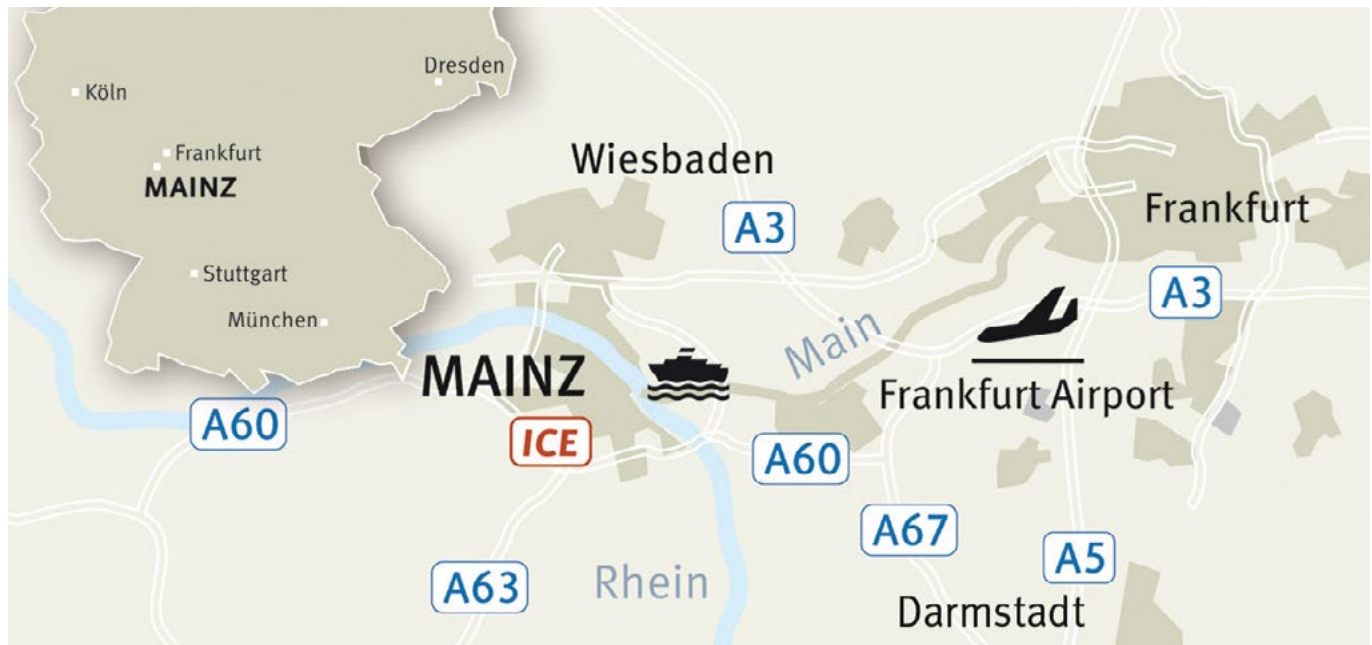 Dresden
Köln
Frankfurt
MAINZ
Stuttgart
München
Wiesbaden
A3
Frankfurt
A3
Main
MAINZ
Frankfurt Airport
A60
ICE
A60
A67
A5
A63
Rhein
Darmstadt